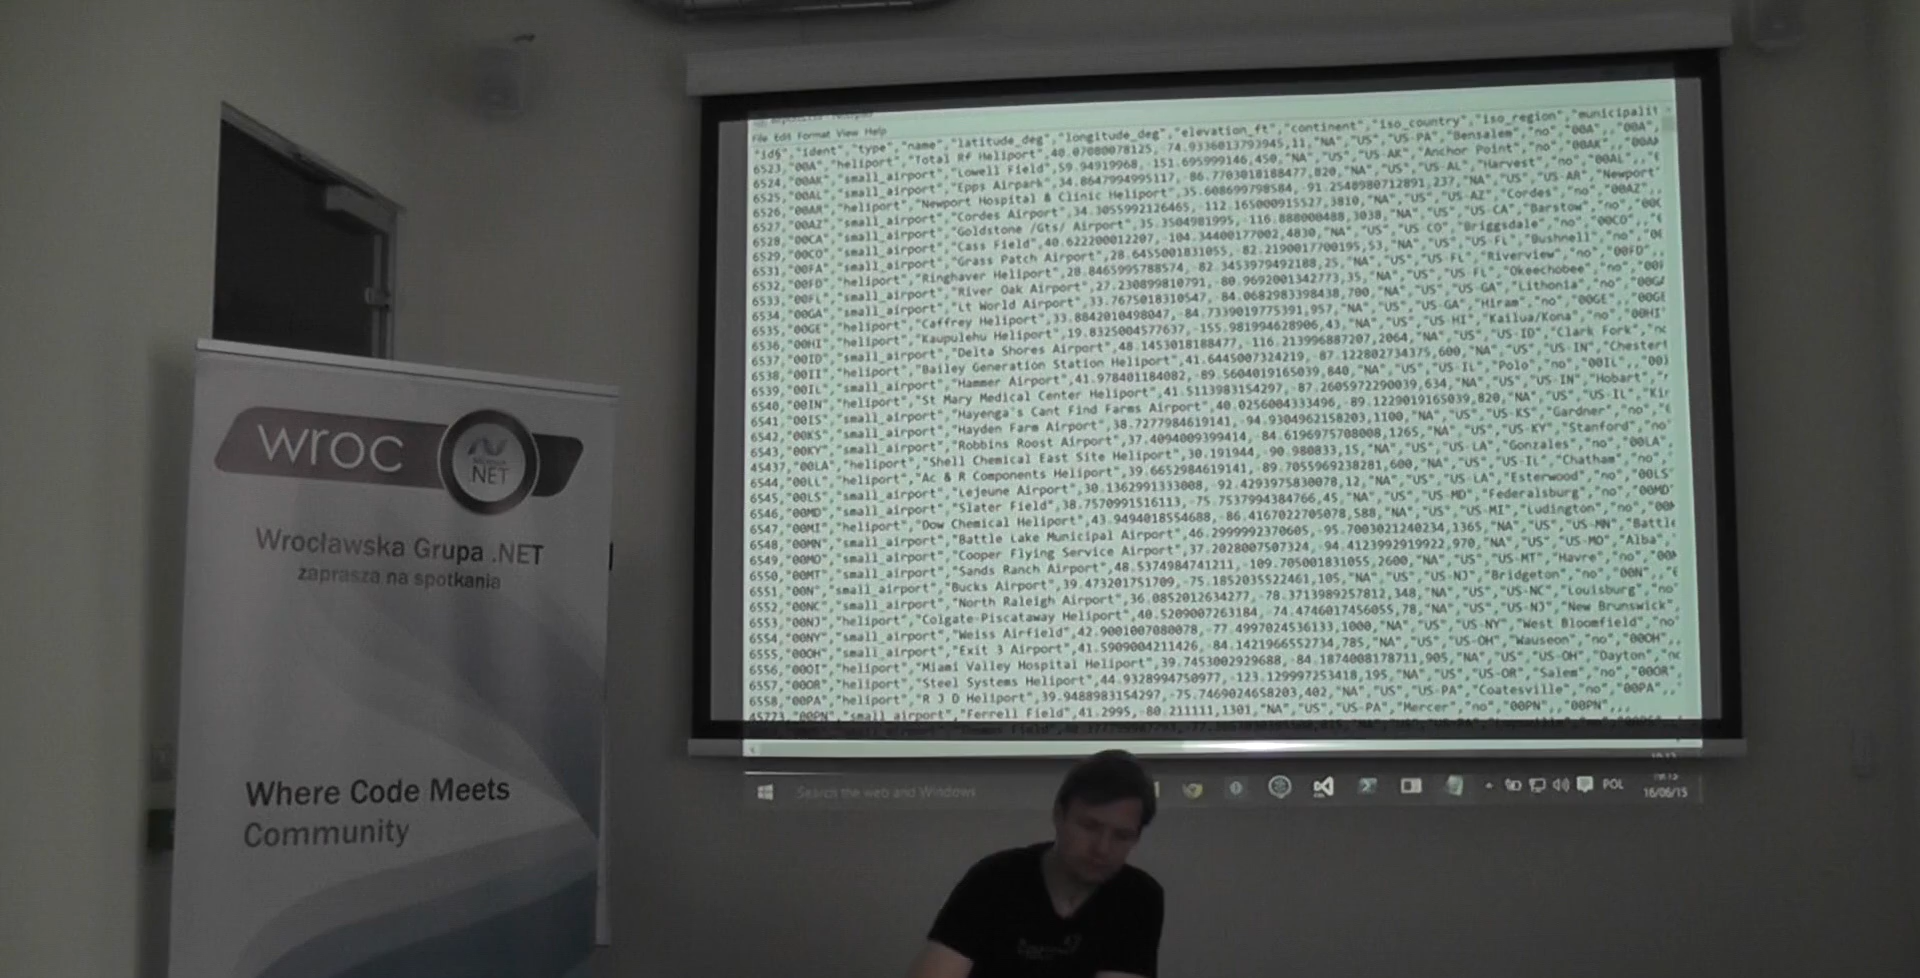 wroc
Microsoft
.NET
Wrocławska Grupa .NET
zaprasza na spotkania
Where Code Meets
Community
File Edit Format View Help
"id§","ident","type","name","latitude_deg","longitude_deg","elevation_ft","continent","iso_country","iso_region","municipalit
6523,"00A","heliport","Total Rf Heliport",40.07080078125,-74.9336013793945,11,"NA","US","US-PA","Bensalem","no","00A",,"00A",
6524,"00AK","small_airport","Lowell Field",59.94919968,-151.695999146,450,"NA","US","US-AK","Anchor Point","no","00AK",,"00AK
6525,"00AL","small_airport","Epps Airpark",34.8647994995117,-86.7703018188477,820,"NA","US","US-AL","Harvest","no","00AL",,
6526,"00AR","heliport","Newport Hospital & Clinic Heliport",35.608699798584,-91.2548980712891,237,"NA","US","US-AR","Newport"
6527,"00AZ","small_airport","Cordes Airport",34.3055992126465,-112.165000915527,3810,"NA","US","US-AZ","Cordes","no","00AZ",,
6528,"00CA","small_airport","Goldstone /Gts/ Airport",35.3504981995,-116.888000488,3038,"NA","US","US-CA","Barstow","no","00C
6529,"00CO","small_airport","Cass Field",40.622200012207,-104.34400177002,4830,"NA","US","US-CO","Briggsdale","no","00CO",,
6531,"00FA","small_airport","Grass Patch Airport",28.6455001831055,-82.2190017700195,53,"NA","US","US-FL","Bushnell","no",
6532,"00FD","heliport","Ringhaver Heliport",28.8465995788574,-82.3453979492188,25,"NA","US","US-FL","Riverview","no","00FD",
6533,"00FL","small_airport","River Oak Airport",27.230899810791,-80.9692001342773,35,"NA","US","US-FL","Okeechobee","no",
6534,"00GA","small_airport","Lt World Airport",33.7675018310547,-84.0682983398438,700,"NA","US","US-GA","Lithonia","no",
6535,"00GE","heliport","Caffrey Heliport",33.8842010498047,-84.7339019775391,957,"NA","US","US-GA","Hiram","no","00GE",,"00GE
6536,"00HI","heliport","Kaupulehu Heliport",19.8325004577637,-155.981994628906,43,"NA","US","US-HI","Kailua/Kona","no","00HI"
6537,"00ID","small_airport","Delta Shores Airport",48.1453018188477,-116.213996887207,2064,"NA","US","US-ID","Clark Fork",
6538,"00II","heliport","Bailey Generation Station Heliport",41.6445007324219,-87.122802734375,600,"NA","US","US-IN","Chestert
6539,"00IL","small_airport","Hammer Airport",41.978401184082,-89.5604019165039,840,"NA","US","US-IL","Polo","no","00IL",,
6540,"00IN","heliport","St Mary Medical Center Heliport",41.5113983154297,-87.2605972290039,634,"NA","US","US-IN","Hobart",
6541,"00IS","small_airport","Hayenga's Cant Find Farms Airport",40.0256004333496,-89.1229019165039,820,"NA","US","US-IL",
6542,"00KS","small_airport","Hayden Farm Airport",38.7277984619141,-94.9304962158203,1100,"NA","US","US-KS","Gardner","no",,
6543,"00KY","small_airport","Robbins Roost Airport",37.4094009399414,-84.6196975708008,1265,"NA","US","US-KY","Stanford","no"
45437,"00LA","heliport","Shell Chemical East Site Heliport",30.191944,-90.980833,15,"NA","US","US-LA","Gonzales","no","00LA"
6544,"00LL","heliport","Ac & R Components Heliport",39.6652984619141,-89.7055969238281,600,"NA","US","US-IL","Chatham","no",
6545,"00LS","small_airport","Lejeune Airport",30.1362991333008,-92.4293975830078,12,"NA","US","US-LA","Esterwood","no","00LS"
6546,"00MD","small_airport","Slater Field",38.7570991516113,-75.7537994384766,45,"NA","US","US-MD","Federalsburg","no","00MD"
6547,"00MI","heliport","Dow Chemical Heliport",43.9494018554688,-86.4167022705078,588,"NA","US","US-MI","Ludington","no",
6548,"00MN","small_airport","Battle Lake Municipal Airport",46.2999992370605,-95.7003021240234,1365,"NA","US","US-MN","Battle
6549,"00MO","small_airport","Cooper Flying Service Airport",37.2028007507324,-94.4123992919922,970,"NA","US","US-MO","Alba",
6550,"00MT","small_airport","Sands Ranch Airport",48.5374984741211,-109.705001831055,2600,"NA","US","US-MT","Havre","no",
6551,"00N","small_airport","Bucks Airport",39.473201751709,-75.1852035522461,105,"NA","US","US-NJ","Bridgeton","no","00N",,
6552,"00NC","small_airport","North Raleigh Airport",36.0852012634277,-78.3713989257812,348,"NA","US","US-NC","Louisburg","no"
6553,"00NJ","heliport","Colgate-Piscataway Heliport",40.5209007263184,-74.4746017456055,78,"NA","US","US-NJ","New Brunswick",
6554,"00NY","small_airport","Weiss Airfield",42.9001007080078,-77.4997024536133,1000,"NA","US","US-NY","West Bloomfield","no"
6555,"00OH","small_airport","Exit 3 Airport",41.5909004211426,-84.1421966552734,785,"NA","US","US-OH","Wauseon","no","00OH",,
6556,"00OI","heliport","Miami Valley Hospital Heliport",39.7453002929688,-84.1874008178711,905,"NA","US","US-OH","Dayton",
6557,"00OR","heliport","Steel Systems Heliport",44.9328994750977,-123.129997253418,195,"NA","US","US-OR","Salem","no","00OR"
6558,"00PA","heliport","R J D Heliport",39.9488983154297,-75.7469024658203,402,"NA","US","US-PA","Coatesville","no","00PA",,
45773,"00PN","small_airport","Ferrell Field",41.2995,-80.211111,1301,"NA","US","US-PA","Mercer","no","00PN",,"00PN",,,
Search the web and Windows
POL
16/06/15